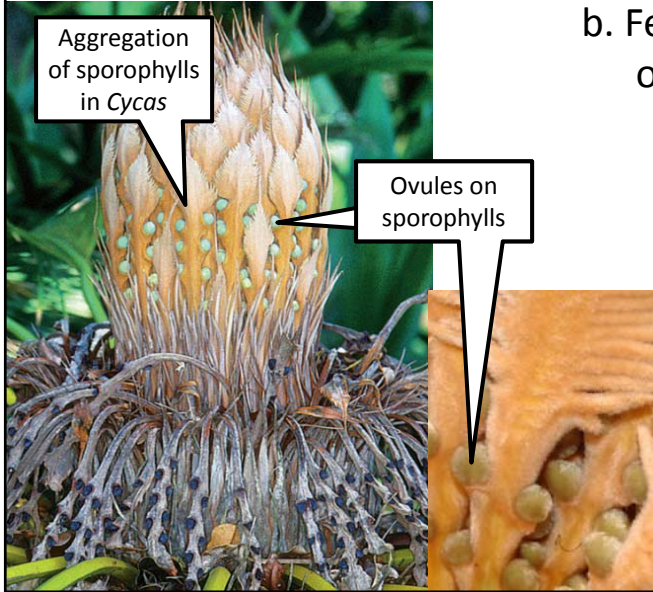 Aggregation
of sporophylls
in Cycas
b. Fe
o
Ovules on
sporophylls